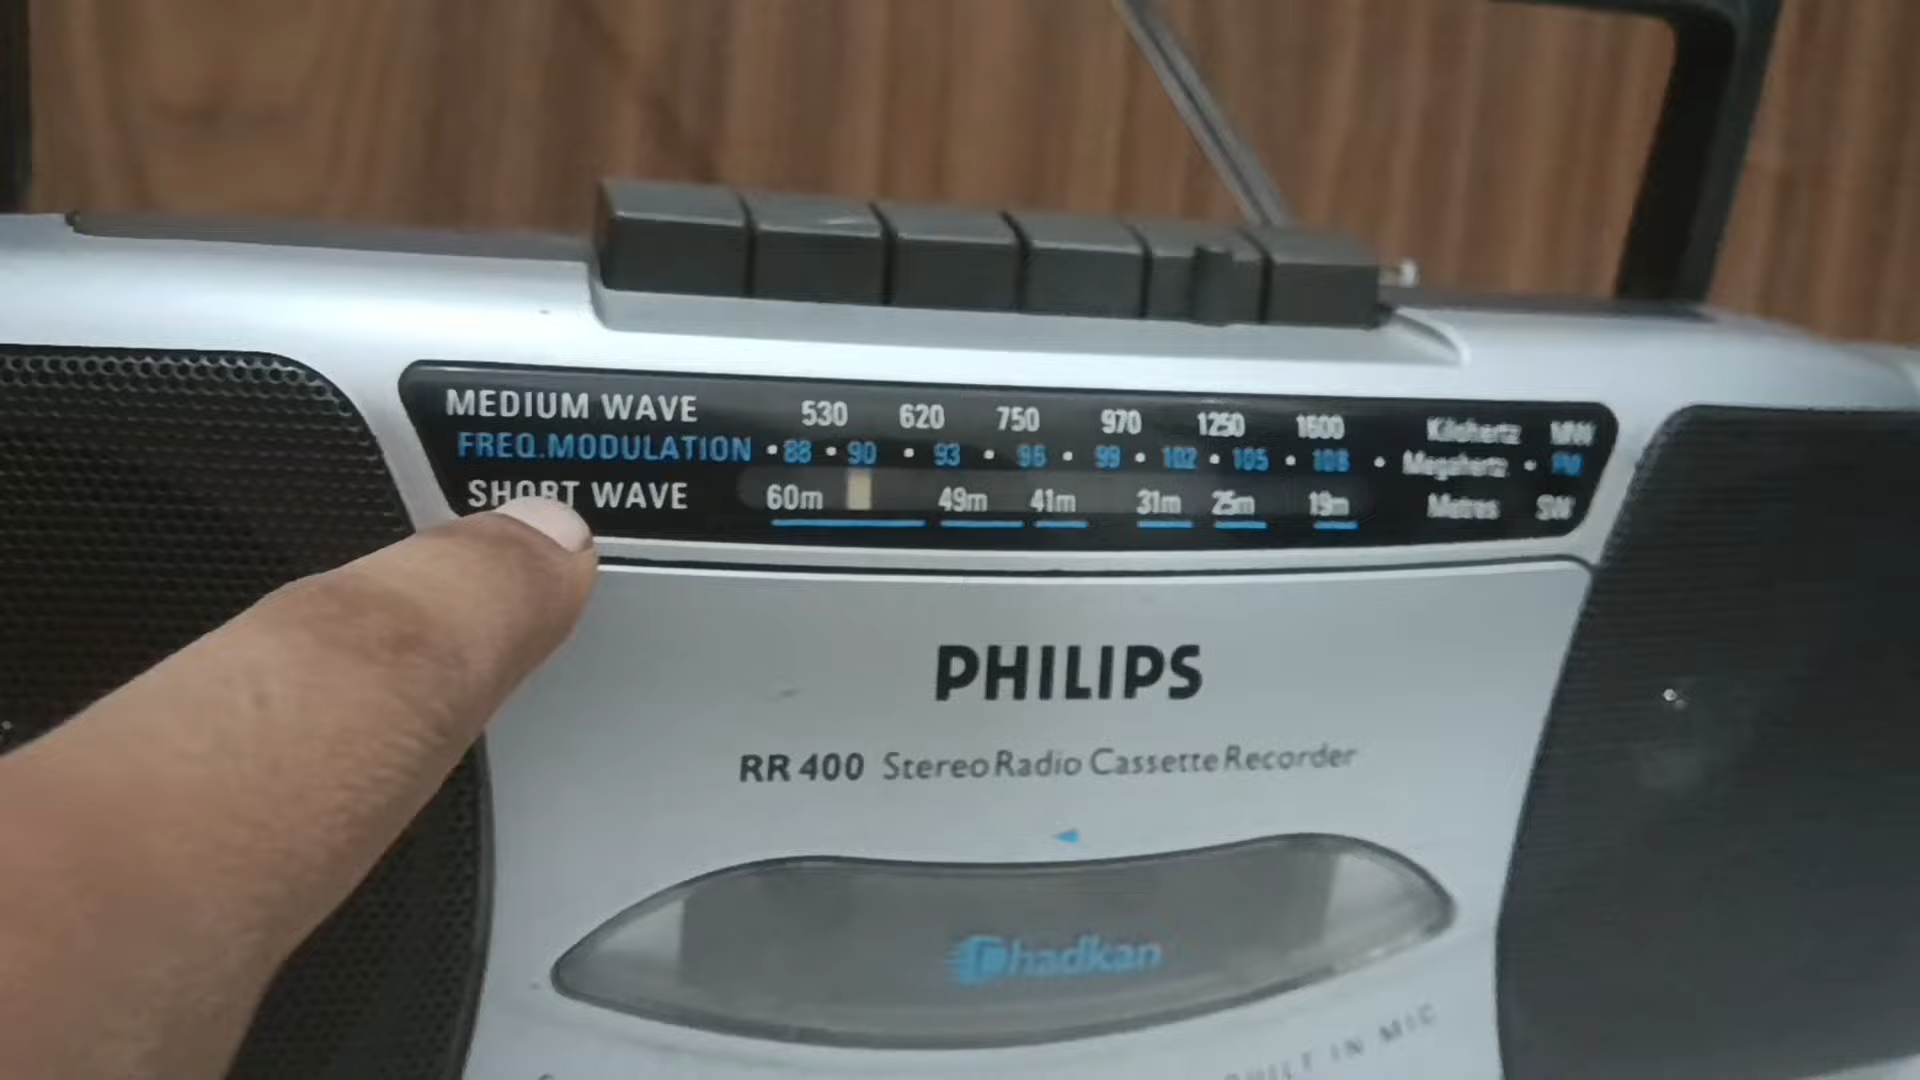 MEDIUM WAVE 530 620 750 970 1250 1600 Kilohertz MW
FREQ.MODULATION • 88 • 90 • 93 • 96 • 99 • 102 • 105 • 108 • Megahertz • FM
SHORT WAVE 60m 49m 41m 31m 25m 19m Metres SW
PHILIPS
RR 400 Stereo Radio Cassette Recorder
Dhadkan
BUILT IN MIC